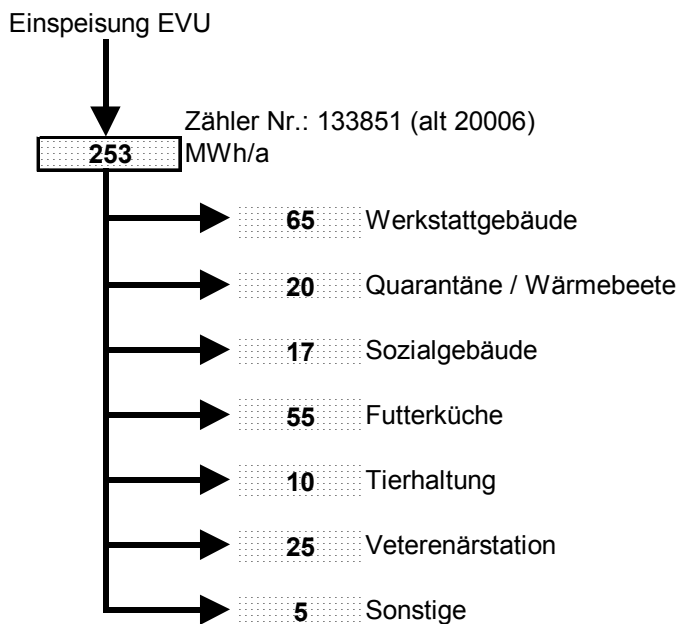 Einspeisung EVU
Zähler Nr.: 133851 (alt 20006)
253 MWh/a
65 Werkstattgebäude
20 Quarantäne / Wärmebeete
17 Sozialgebäude
55 Futterküche
10 Tierhaltung
25 Veterenärstation
5 Sonstige